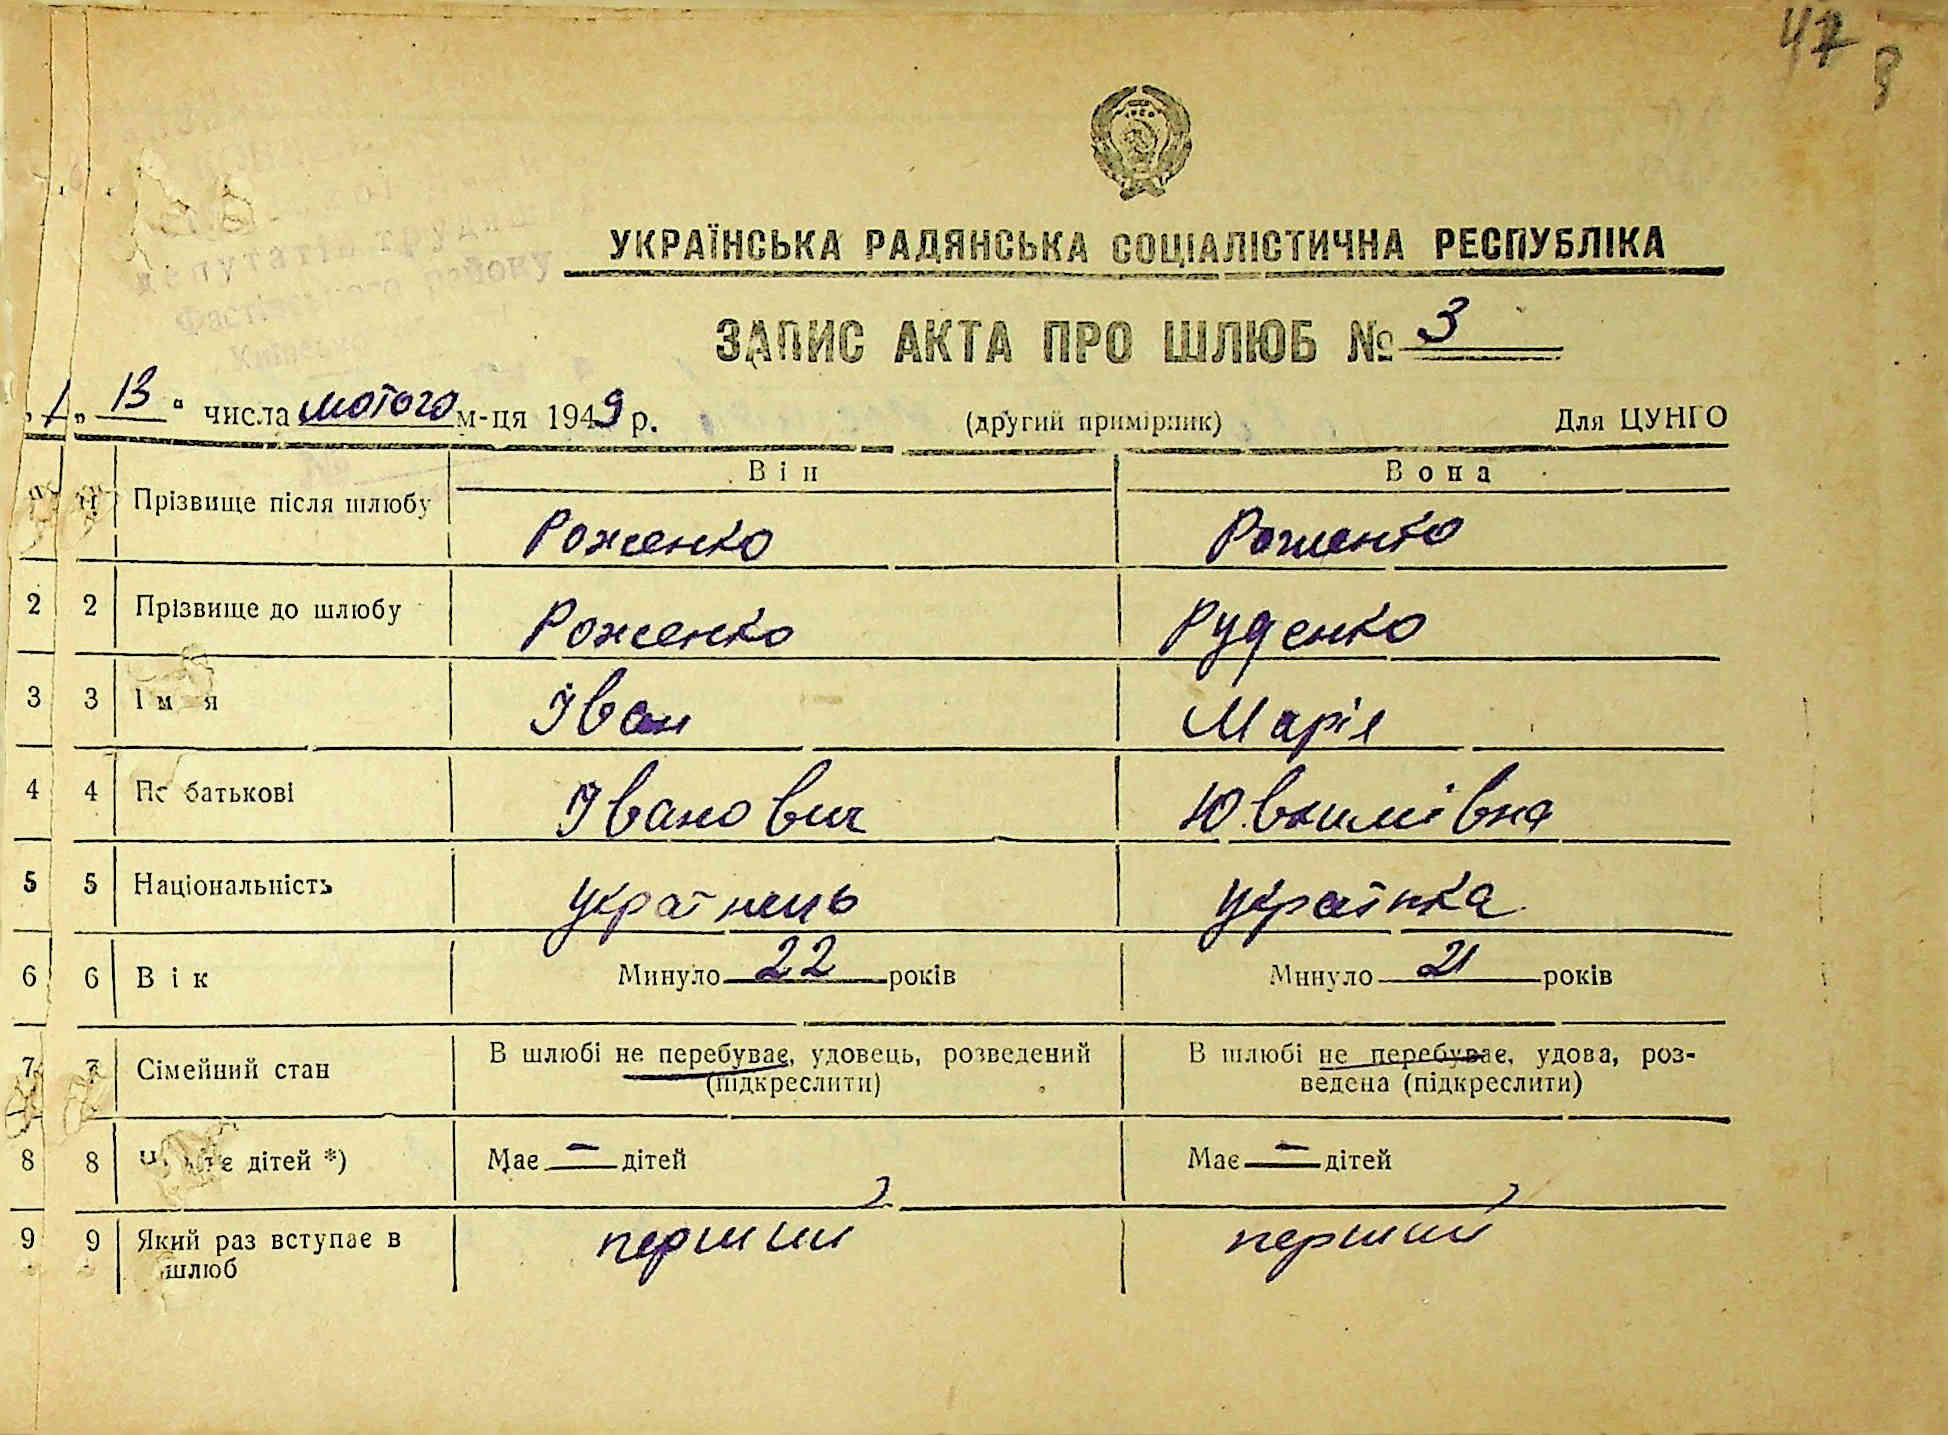 47
8
УКРАЇНСЬКА РАДЯНСЬКА СОЦІАЛІСТИЧНА РЕСПУБЛІКА
ЗАПИС АКТА ПРО ШЛЮБ № 3
„ 13 " числа лютого м-ця 1949 р. (другий примірник) Для ЦУНГО
Він Вона
Прізвище після шлюбу Роженко Роженко
2 2 Прізвище до шлюбу Роженко Руденко
3 3 Ім я Іван Марія
4 4 По батькові Іванович Ювхимівна
5 5 Національність українець українка
6 6 Вік Минуло 22 років Минуло 21 років
7 7 Сімейний стан В шлюбі не перебуває, удовець, розведений В шлюбі не перебуває, удова, роз-
(підкреслити) ведена (підкреслити)
8 8 дітей *) Має — дітей Має — дітей
9 9 Який раз вступає в перший перший
шлюб
депутатів трудящих
Фастівського району